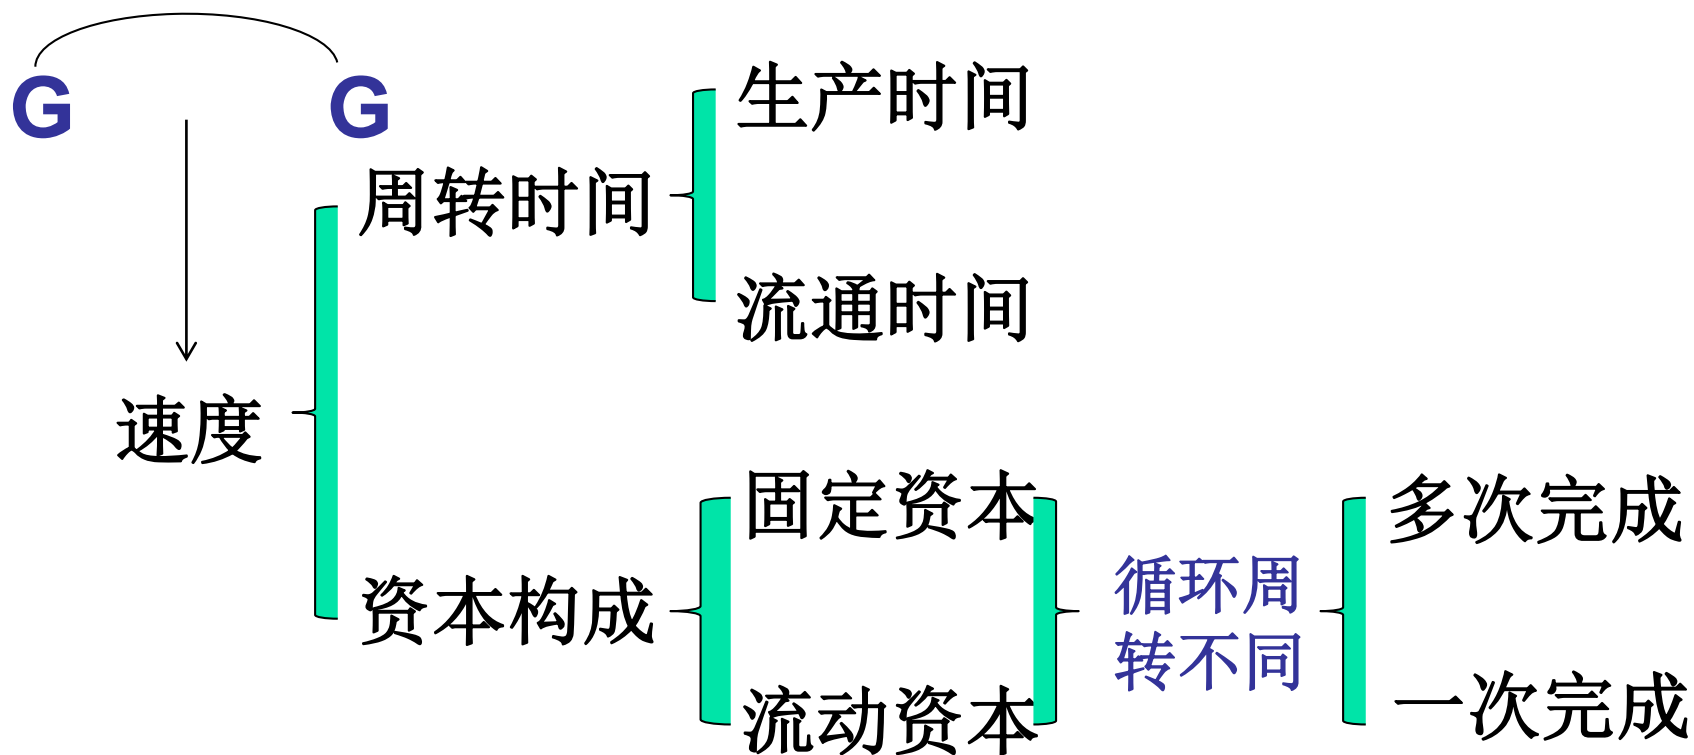 G G
生产时间
周转时间
流通时间
速度
固定资本
多次完成
循环周
转不同
资本构成
流动资本
一次完成